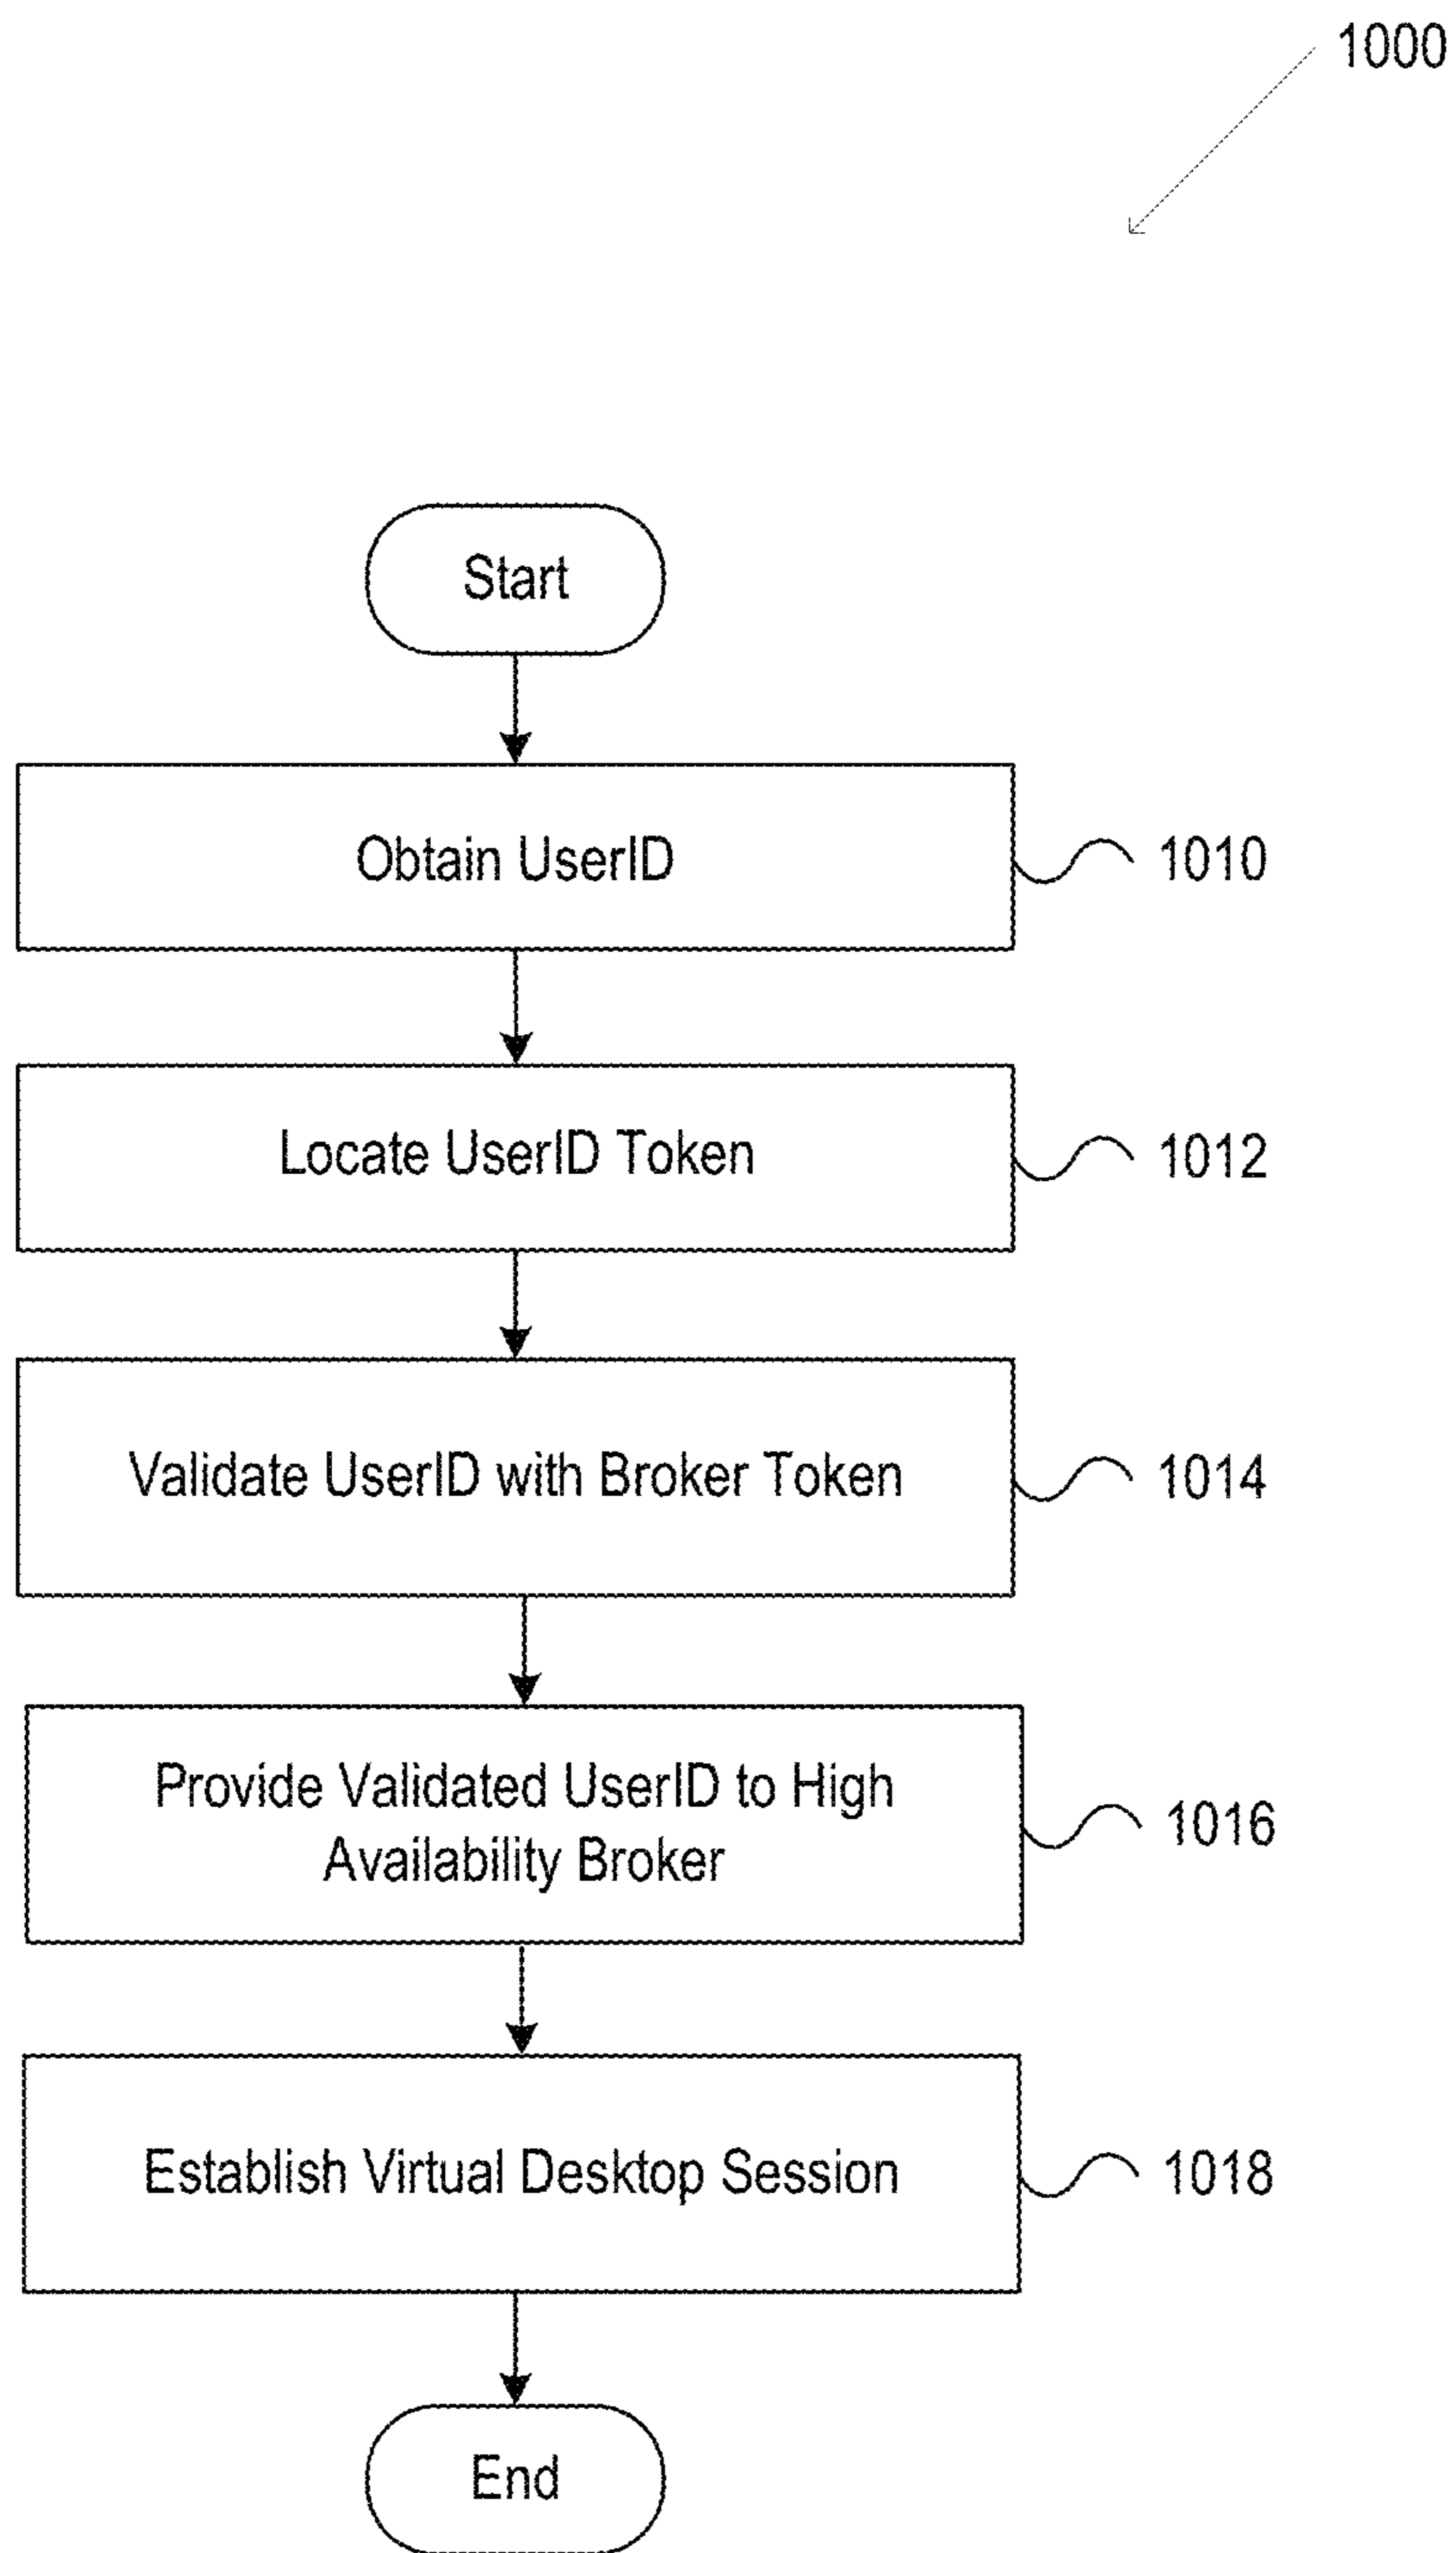 1000
Start
Obtain UserID
1010
Locate UserID Token
1012
Validate UserID with Broker Token
1014
Provide Validated UserID to High
Availability Broker
1016
Establish Virtual Desktop Session
1018
End